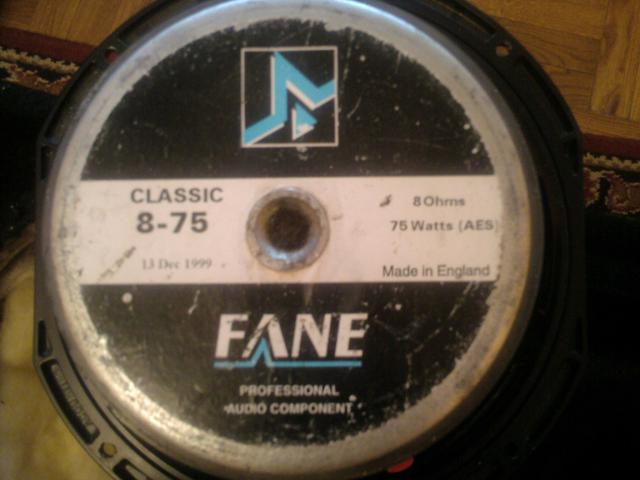 CLASSIC
8-75
13 Dec 1999
8 Ohms
75 Watts (AES)
Made in England
FANE
PROFESSIONAL
AUDIO COMPONENT